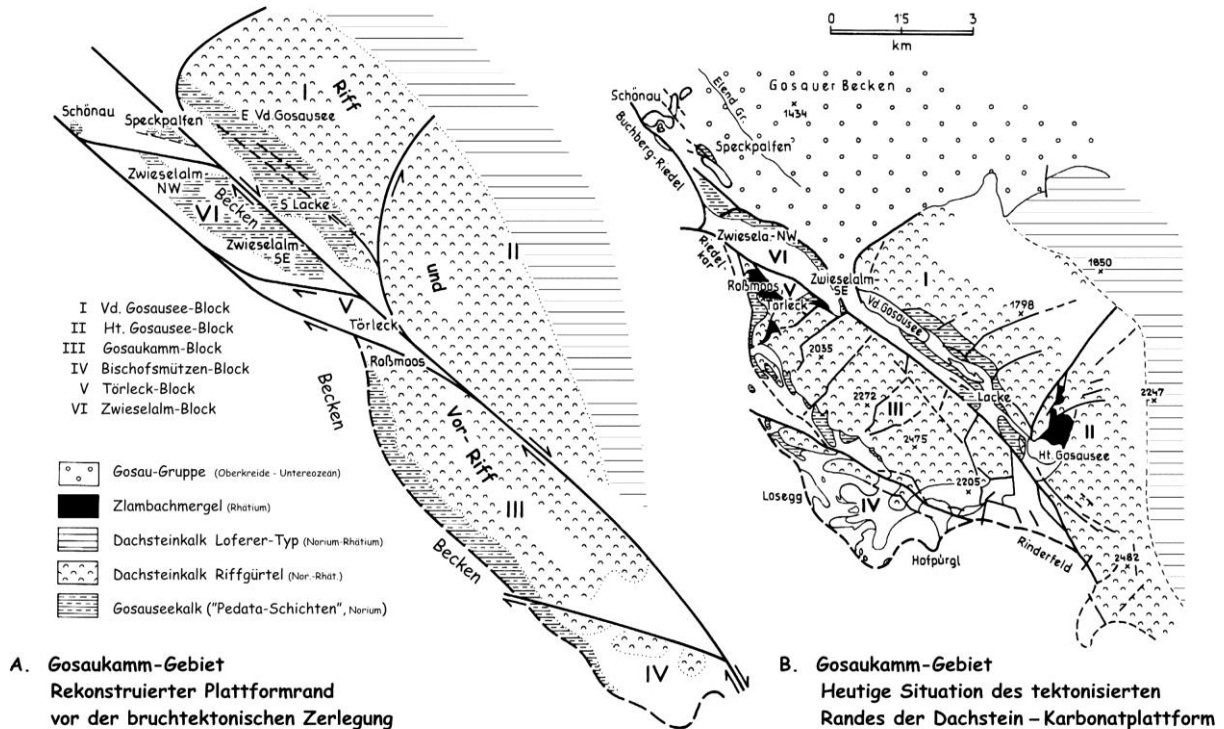 I
Riff
E Vd. Gosausee
Schönau
Speckpalfen
Zwieselalm-
NW
Becken
VI
S Lacke
Zwieselalm-
SE
II
und
V
Törleck
Roßmoos
Becken
Vor-Riff
III
Becken
IV
I Vd. Gosausee-Block
II Ht. Gosausee-Block
III Gosaukamm-Block
IV Bischofsmützen-Block
V Törleck-Block
VI Zwieselalm-Block
Gosau-Gruppe (Oberkreide - Untereozean)
Zlambachmergel (Rhätium)
Dachsteinkalk Loferer-Typ (Norium-Rhätium)
Dachsteinkalk Riffgürtel (Nor.-Rhät.)
Gosauseekalk ("Pedata-Schichten", Norium)
A. Gosaukamm-Gebiet
Rekonstruierter Plattformrand
vor der bruchtektonischen Zerlegung
0 1'5 3
km
Gosauer Becken
1434
Elend Gr.
Schönau
Buchberg-Riedel
Speckpalfen
Zwiesela.-NW
VI
Riedel
kar
Roßmoos
V
Törleck
Zwieselalm
SE
I
Vd. Gosausee
1850
1798
2035
2272
III
2475
Lacke
2247
II
Ht. Gosausee
2205
Losegg
IV
Hofpürgl
Rinderfeld
2482
B. Gosaukamm-Gebiet
Heutige Situation des tektonisierten
Randes der Dachstein – Karbonatplattform